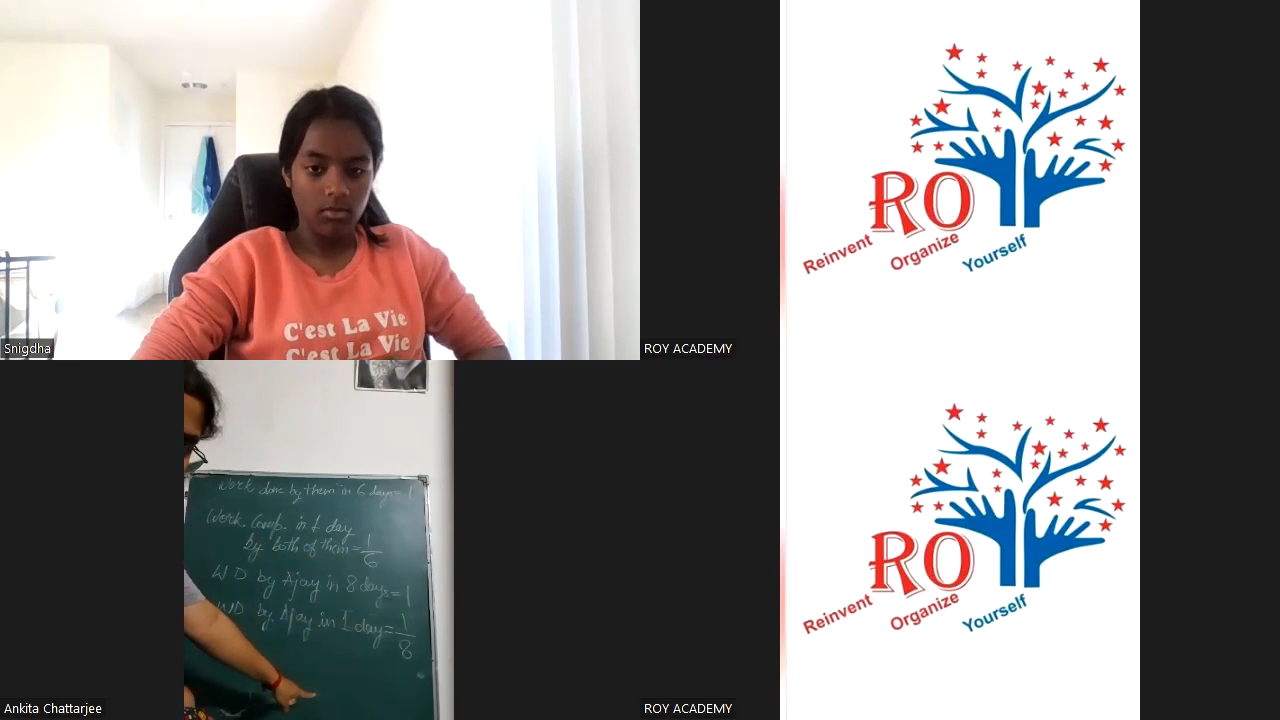 C'est La Vie
C'est La Vie
Snigdha
ROY ACADEMY
RO
Reinvent Organize Yourself
Work done by them in 6 days = 1
Work Comp. in 1 day
by both of them = 1/6
WD by Ajay in 8 days = 1
WD by Ajay in 1 day = 1/8
Ankita Chattarjee
ROY ACADEMY
RO
Reinvent Organize Yourself